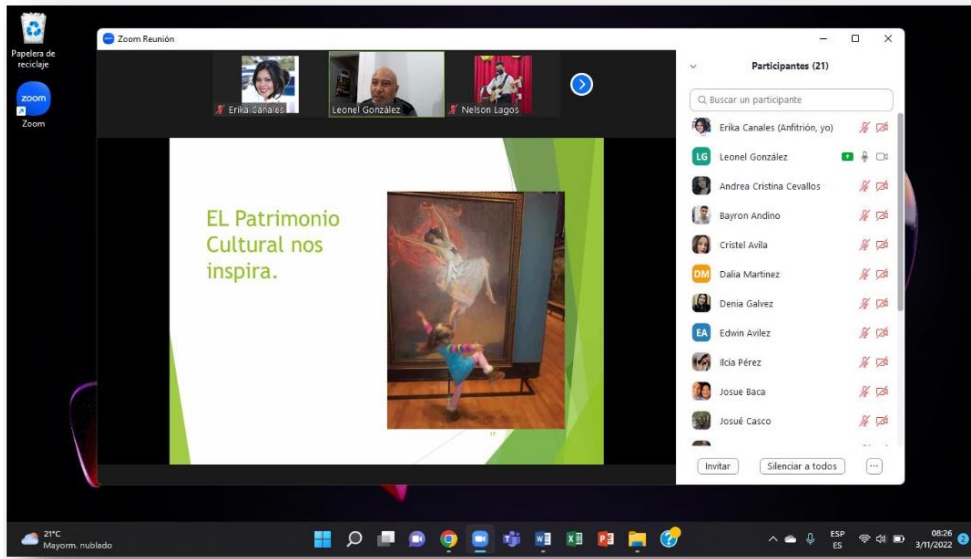 Papelera de
reciclaje
zoom
Zoom
Zoom Reunión
Erika Canales
Leonel González
Nelson Lagos
EL Patrimonio
Cultural nos
inspira.
17
Participantes (21)
Buscar un participante
Erika Canales (Anfitrión, yo)
LG Leonel González
Andrea Cristina Cevallos
Bayron Andino
Cristel Avila
DM Dalia Martinez
Denia Galvez
EA Edwin Avilez
Ilcia Pérez
Josue Baca
Josué Casco
Invitar
Silenciar a todos
21°C
Mayorm. nublado
ESP
ES
08:26
3/11/2022